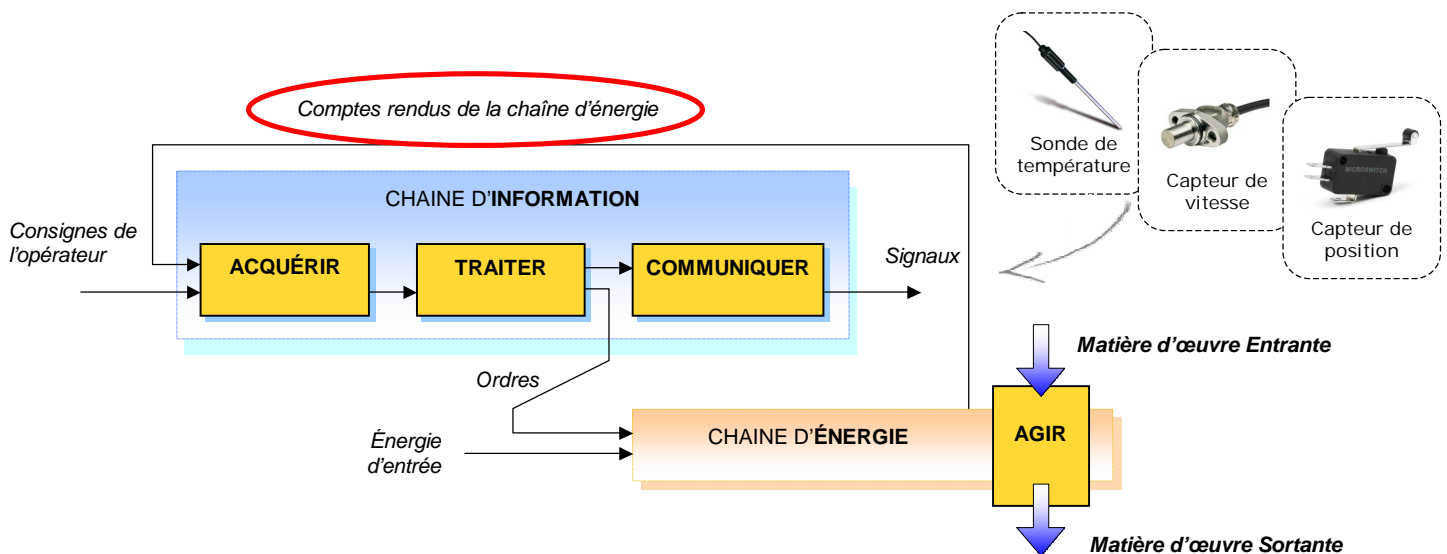 Comptes rendus de la chaîne d'énergie
Sonde de
température
Capteur de
vitesse
MICROSWITCH
Capteur de
position
CHAINE D'INFORMATION
Consignes de
l'opérateur
ACQUÉRIR
TRAITER
COMMUNIQUER
Signaux
Matière d'œuvre Entrante
Ordres
CHAINE D'ÉNERGIE
AGIR
Énergie
d'entrée
Matière d'œuvre Sortante